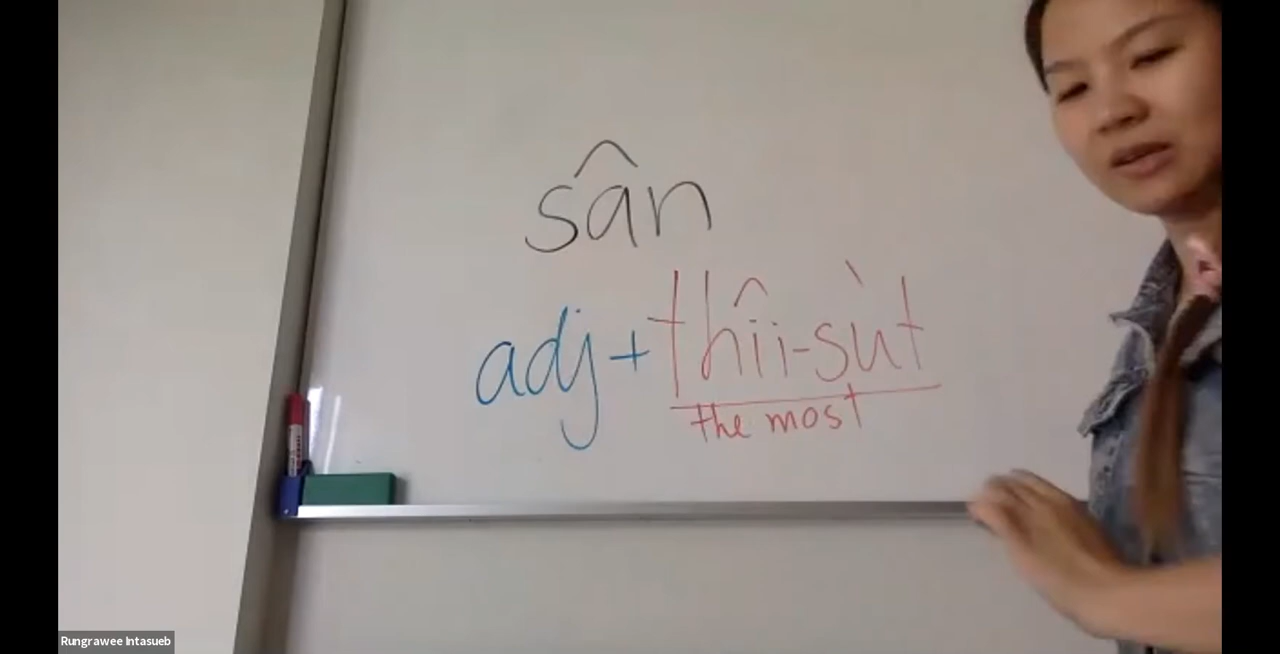 sân
adj + thîi-sùt
the most
Rungrawee Intasueb